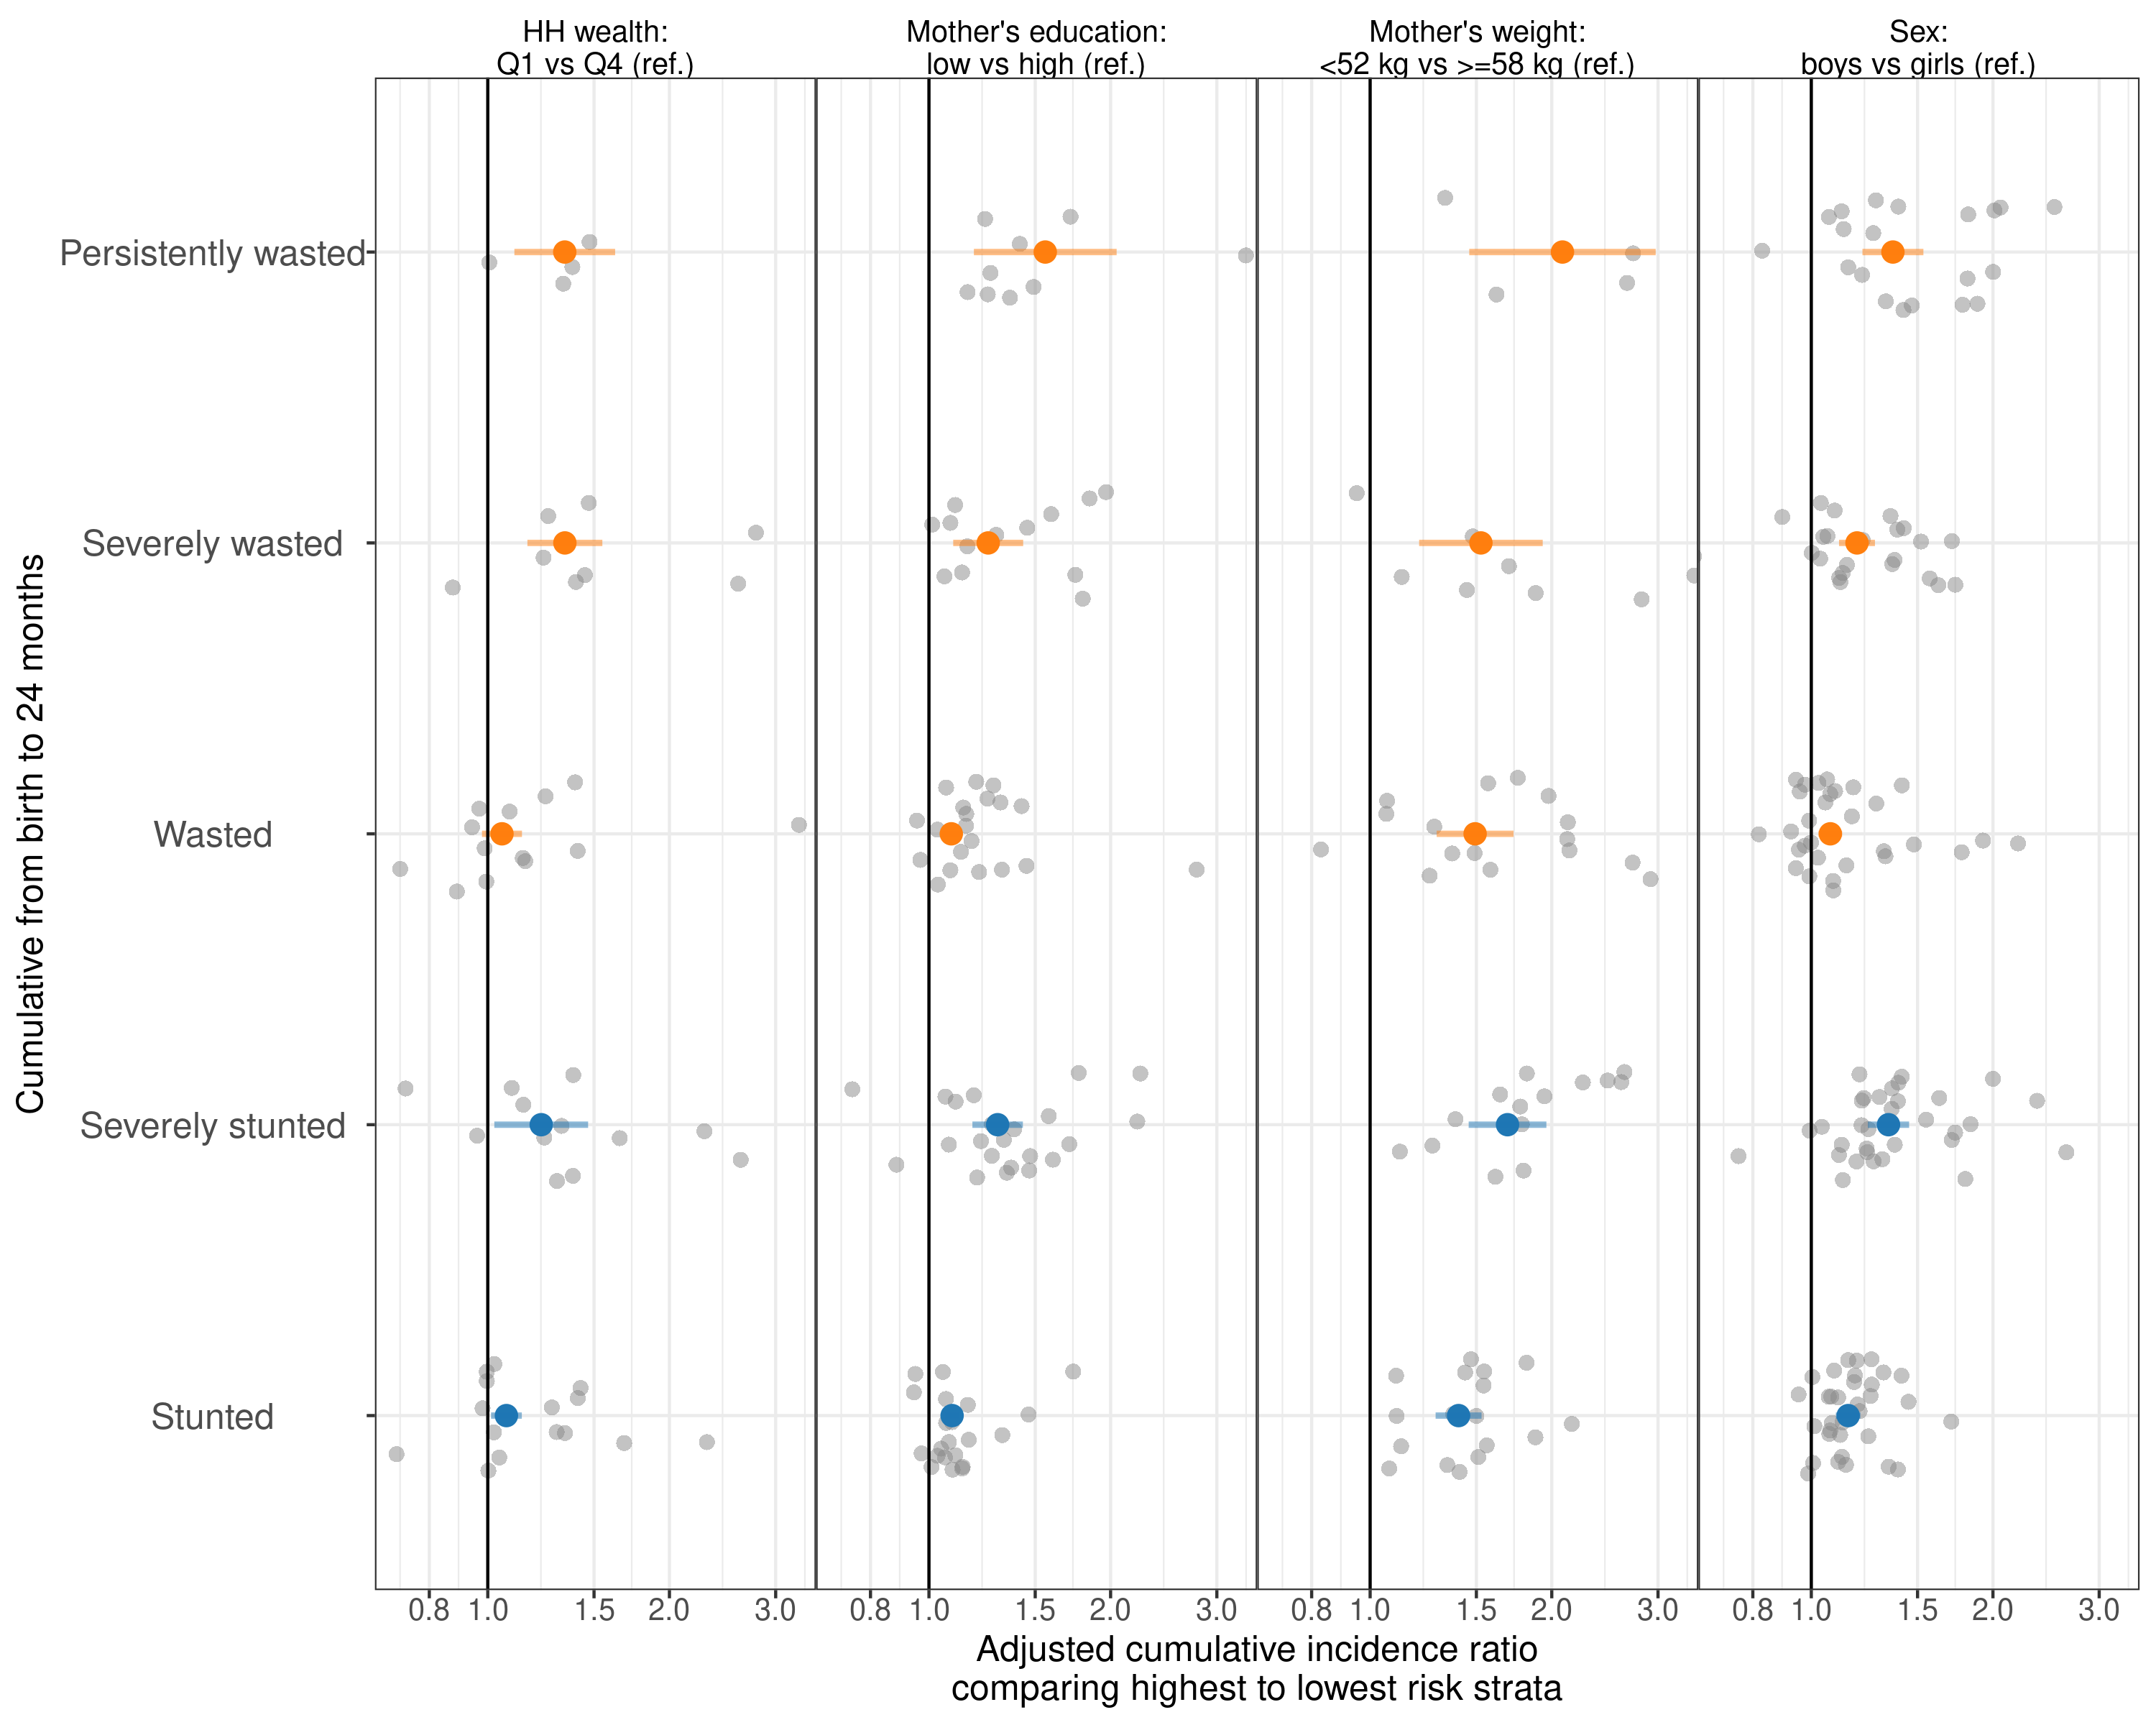 HH wealth:
Q1 vs Q4 (ref.)
Mother's education:
low vs high (ref.)
Mother's weight:
<52 kg vs >=58 kg (ref.)
Sex:
boys vs girls (ref.)
Cumulative from birth to 24 months
Persistently wasted
Severely wasted
Wasted
Severely stunted
Stunted
0.8 1.0 1.5 2.0 3.0
0.8 1.0 1.5 2.0 3.0
0.8 1.0 1.5 2.0 3.0
0.8 1.0 1.5 2.0 3.0
Adjusted cumulative incidence ratio
comparing highest to lowest risk strata